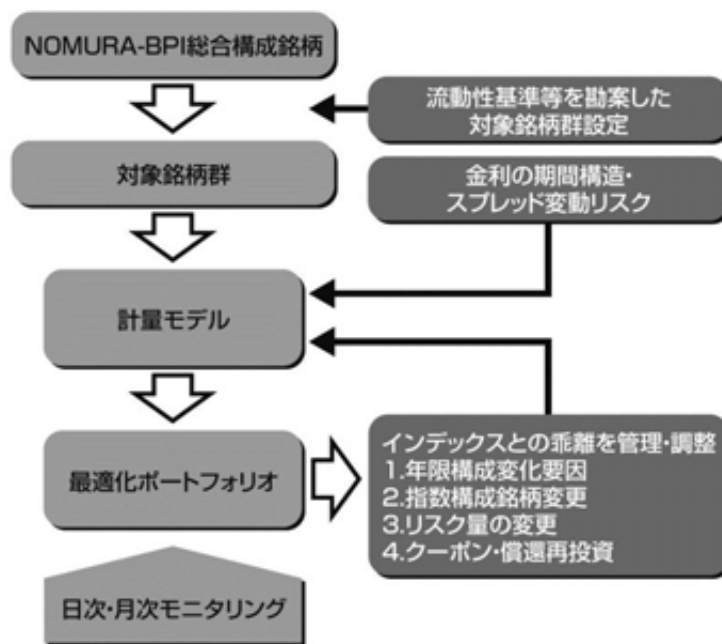 NOMURA-BPI総合構成銘柄
流動性基準等を勘案した
対象銘柄群設定
対象銘柄群
金利の期間構造・
スプレッド変動リスク
計量モデル
最適化ポートフォリオ
インデックスとの乖離を管理・調整
1.年限構成変化要因
2.指数構成銘柄変更
3.リスク量の変更
4.クーポン・償還再投資
日次・月次モニタリング